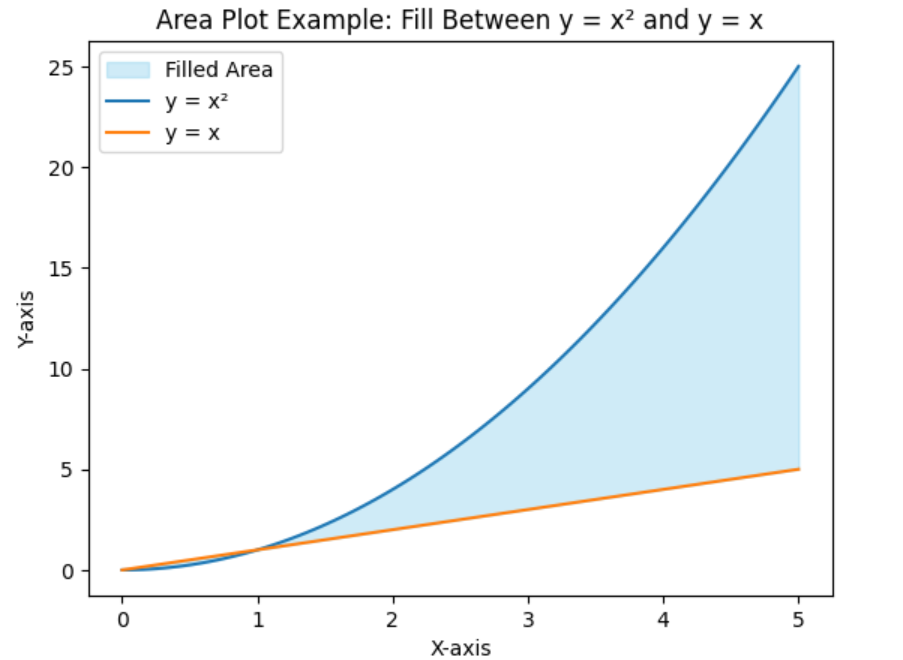 Area Plot Example: Fill Between y = x² and y = x
Filled Area
y = x²
y = x
25
20
15
10
5
0
Y-axis
0 1 2 3 4 5
X-axis